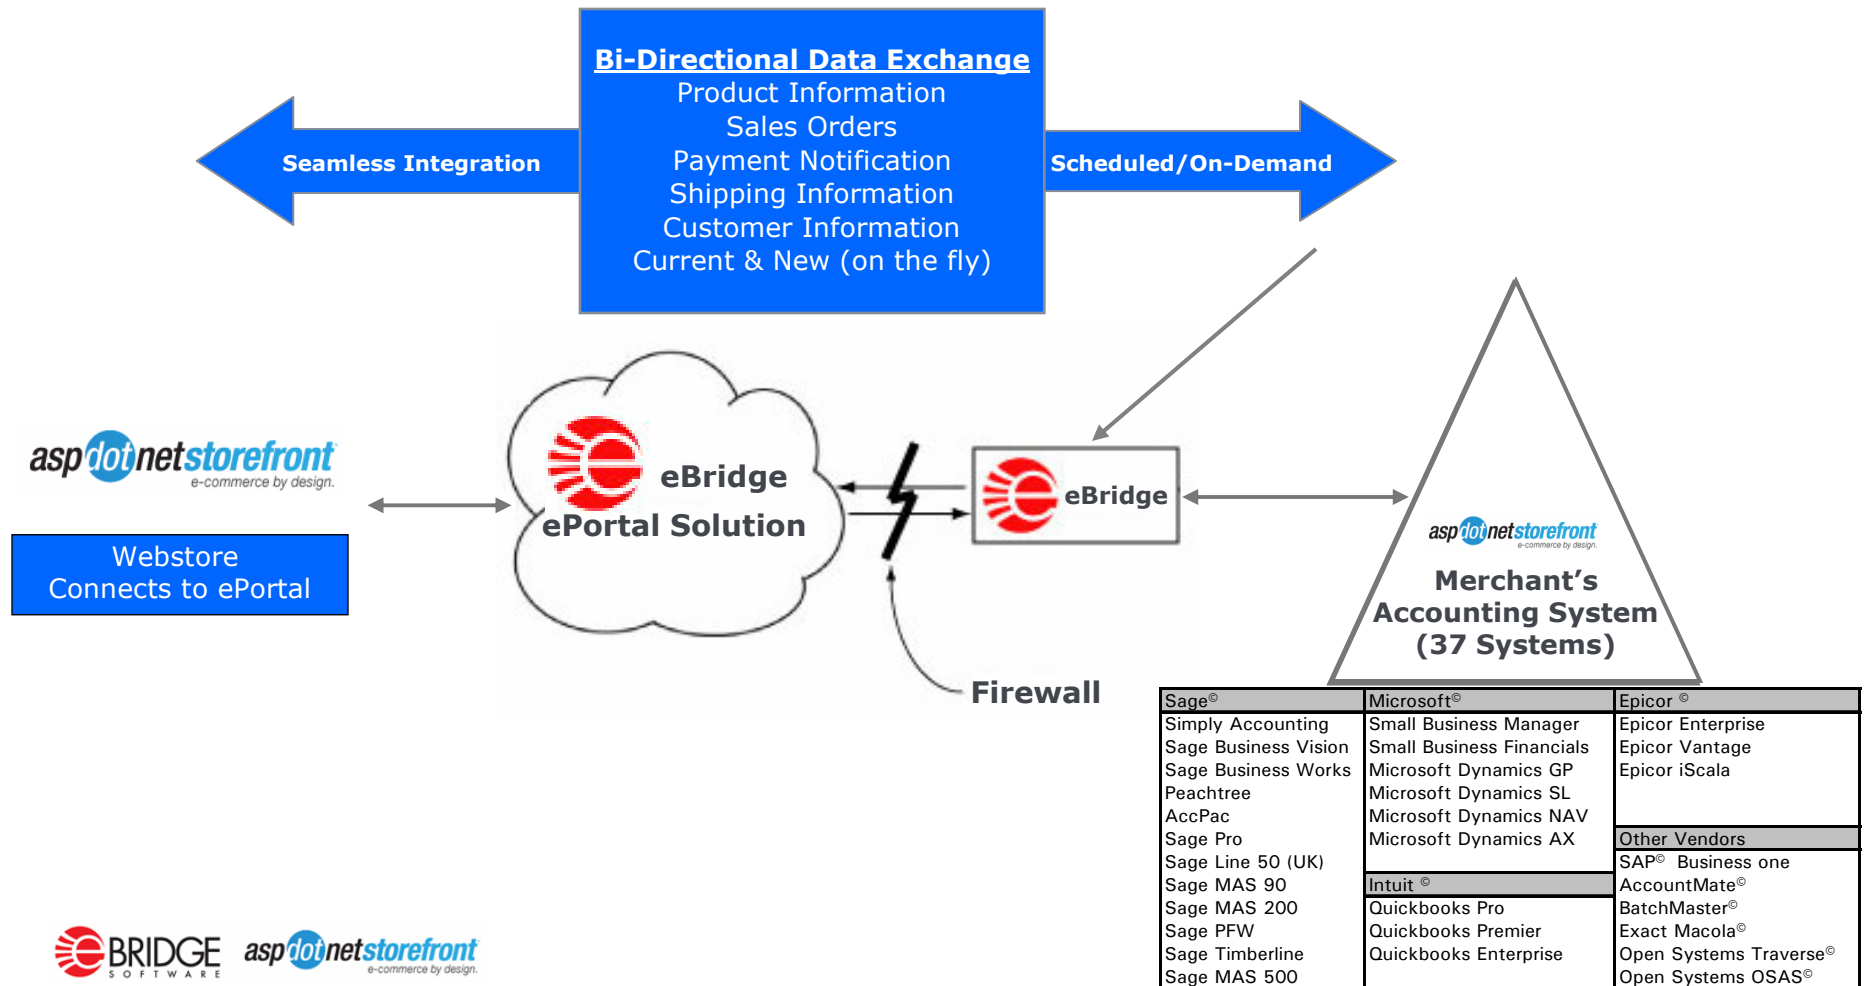 Bi-Directional Data Exchange
Product Information
Sales Orders
Payment Notification
Shipping Information
Customer Information
Current & New (on the fly)
Seamless Integration
Scheduled/On-Demand
aspdotnetstorefront
e-commerce by design.
Webstore
Connects to ePortal
eBridge
ePortal Solution
eBridge
Firewall
aspdotnetstorefront
e-commerce by design.
Merchant’s
Accounting System
(37 Systems)
Sage©
Simply Accounting
Sage Business Vision
Sage Business Works
Peachtree
AccPac
Sage Pro
Sage Line 50 (UK)
Sage MAS 90
Sage MAS 200
Sage PFW
Sage Timberline
Sage MAS 500
Microsoft©
Small Business Manager
Small Business Financials
Microsoft Dynamics GP
Microsoft Dynamics SL
Microsoft Dynamics NAV
Microsoft Dynamics AX
Intuit ©
Quickbooks Pro
Quickbooks Premier
Quickbooks Enterprise
Epicor ©
Epicor Enterprise
Epicor Vantage
Epicor iScala
Other Vendors
SAP© Business one
AccountMate©
BatchMaster©
Exact Macola©
Open Systems Traverse©
Open Systems OSAS©
eBRIDGE
SOFTWARE
aspdotnetstorefront
e-commerce by design.